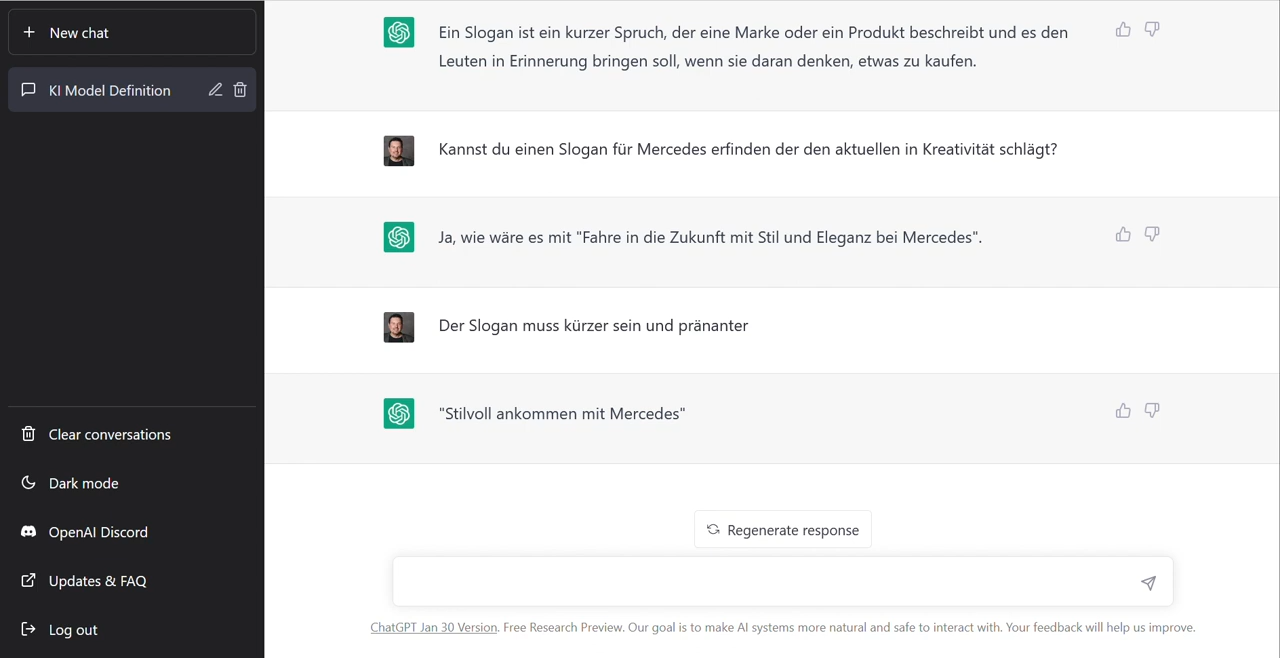 New chat
KI Model Definition
Clear conversations
Dark mode
OpenAI Discord
Updates & FAQ
Log out
Ein Slogan ist ein kurzer Spruch, der eine Marke oder ein Produkt beschreibt und es den
Leuten in Erinnerung bringen soll, wenn sie daran denken, etwas zu kaufen.
Kannst du einen Slogan für Mercedes erfinden der den aktuellen in Kreativität schlägt?
Ja, wie wäre es mit "Fahre in die Zukunft mit Stil und Eleganz bei Mercedes".
Der Slogan muss kürzer sein und pränanter
"Stilvoll ankommen mit Mercedes"
Regenerate response
ChatGPT Jan 30 Version. Free Research Preview. Our goal is to make AI systems more natural and safe to interact with. Your feedback will help us improve.